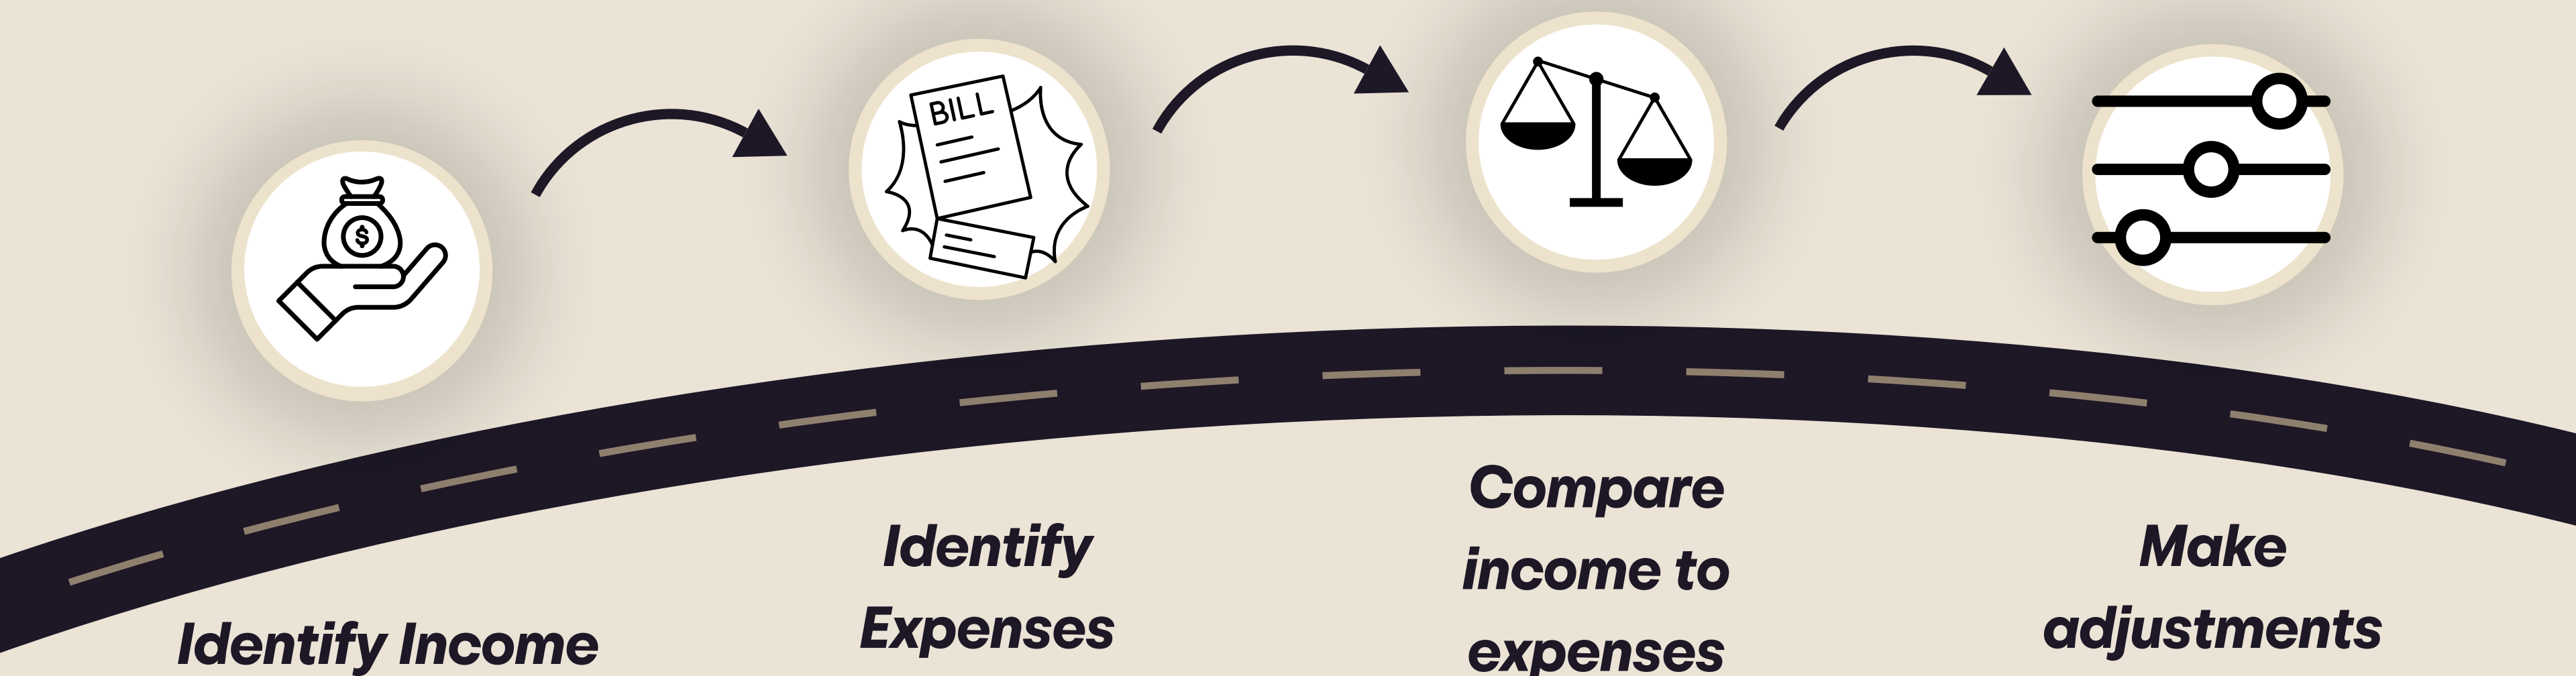 $
BILL
Identify Income
Identify
Expenses
Compare
income to
expenses
Make
adjustments